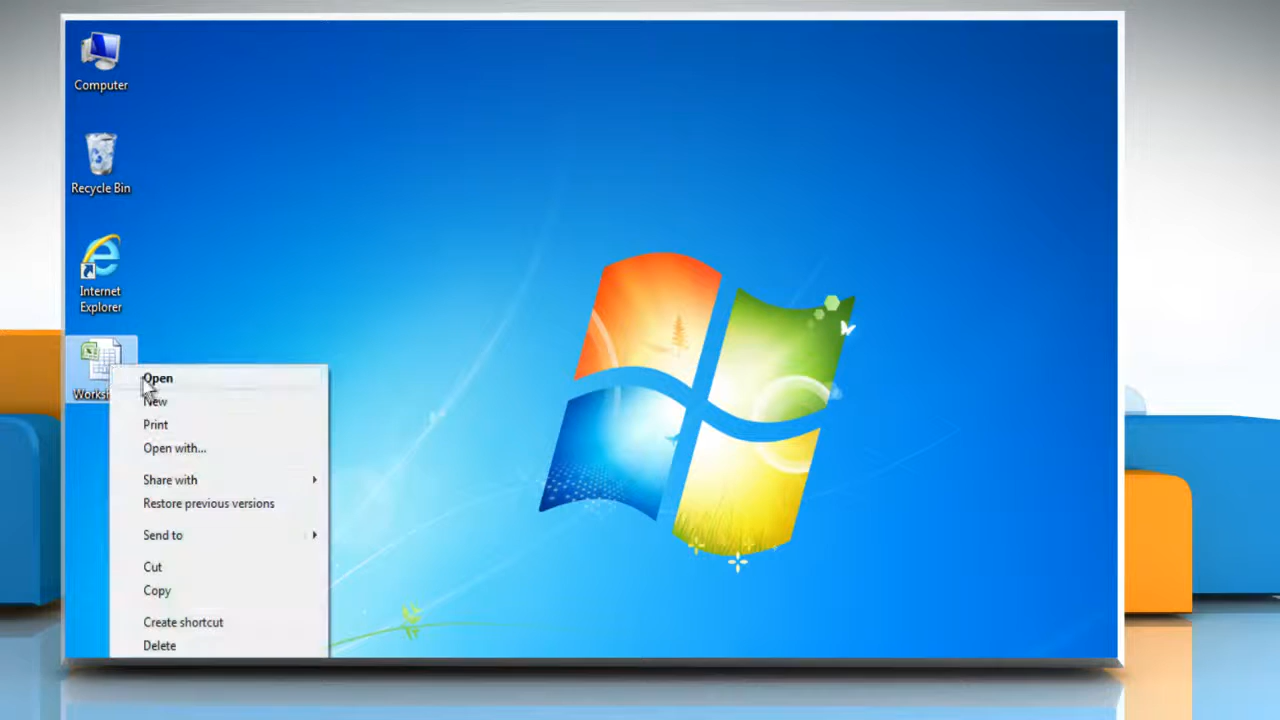 Computer
Recycle Bin
Internet
Explorer
Open
New
Print
Open with...
Share with
Restore previous versions
Send to
Cut
Copy
Create shortcut
Delete